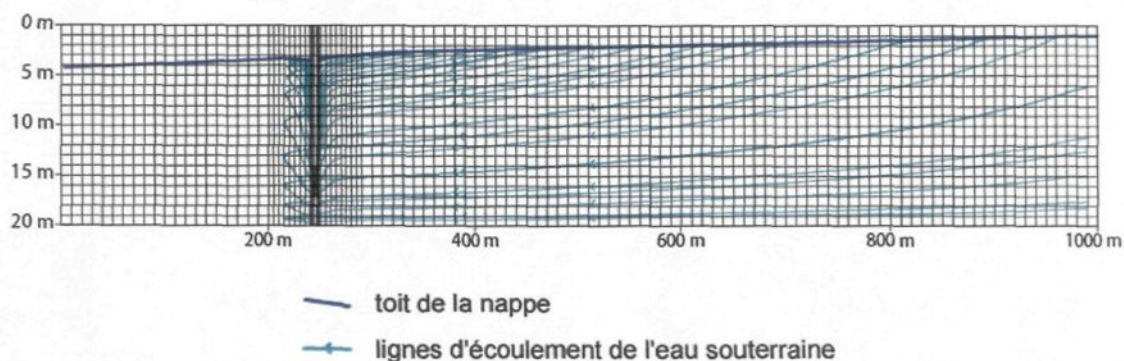 0 m
5 m
10 m
15 m
20 m
200 m
400 m
600 m
800 m
1000 m
toit de la nappe
lignes d'écoulement de l'eau souterraine